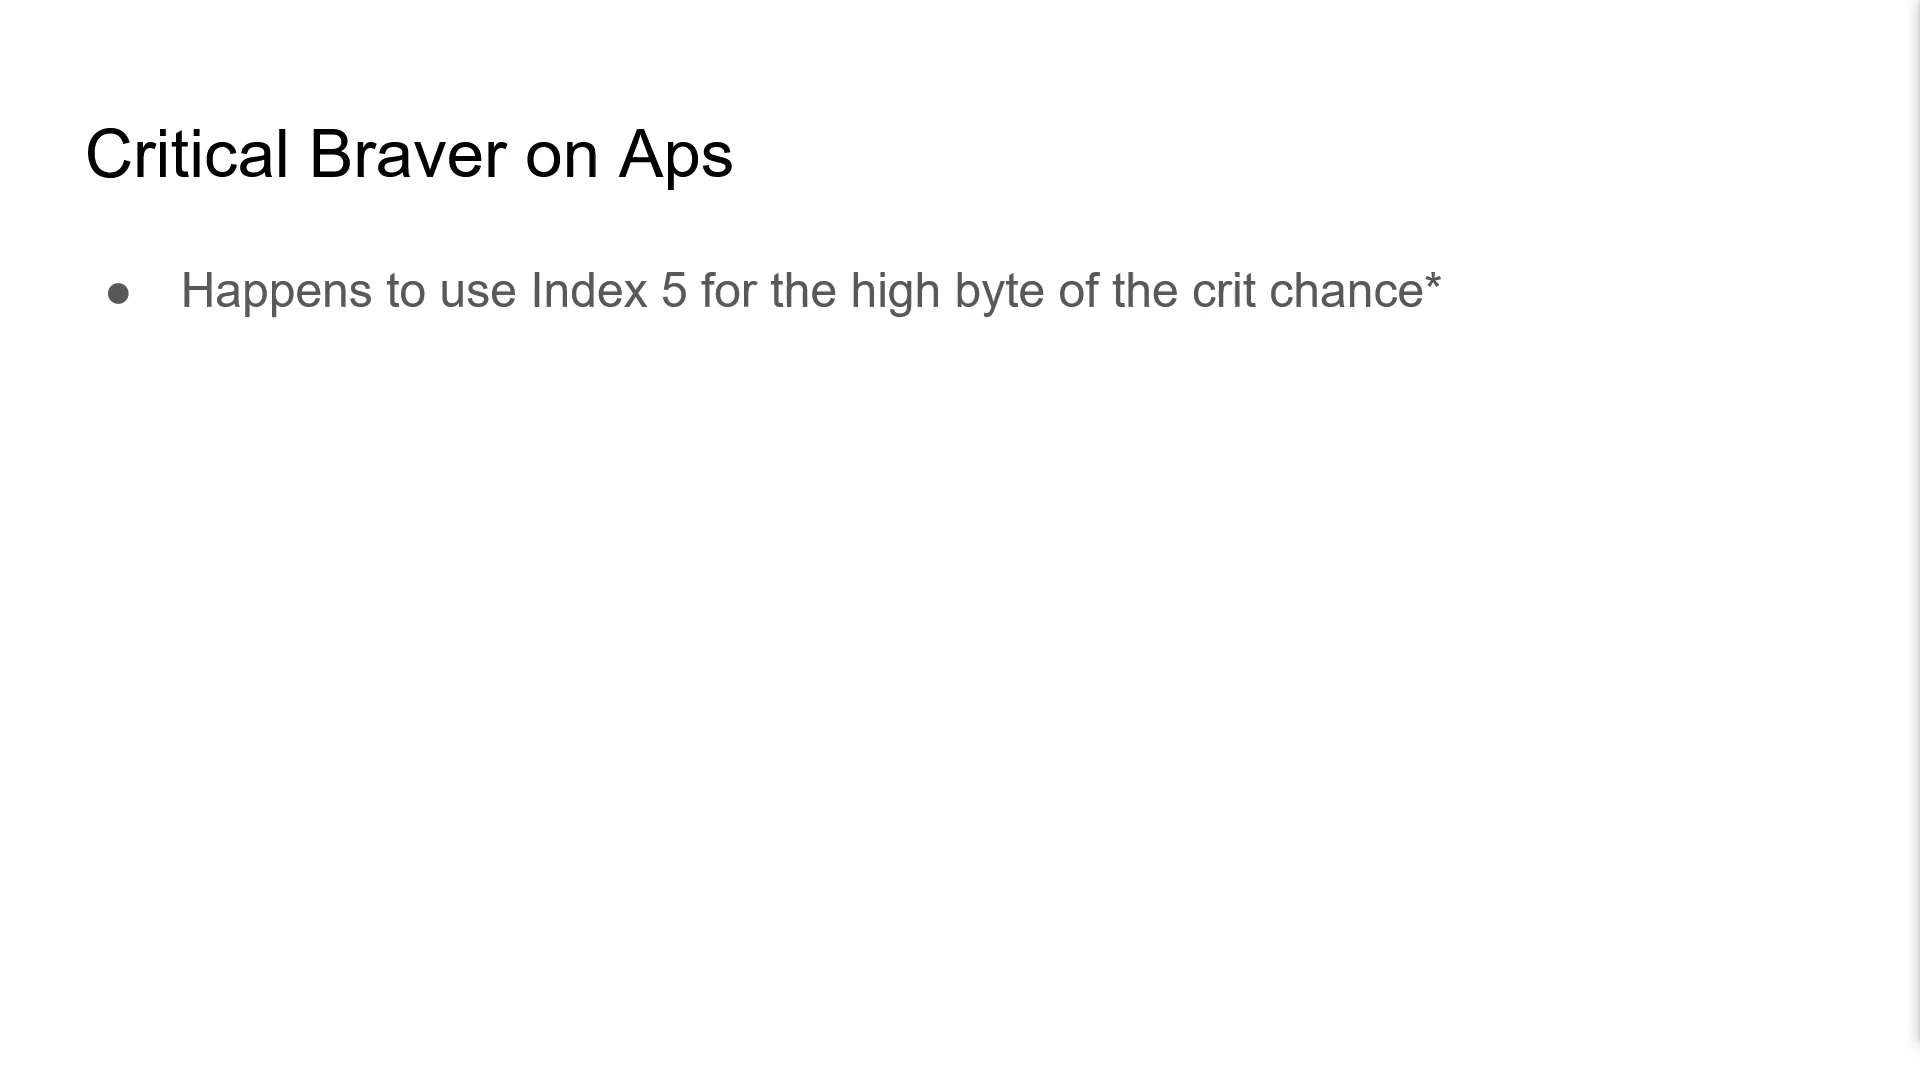 Critical Braver on Aps
● Happens to use Index 5 for the high byte of the crit chance*